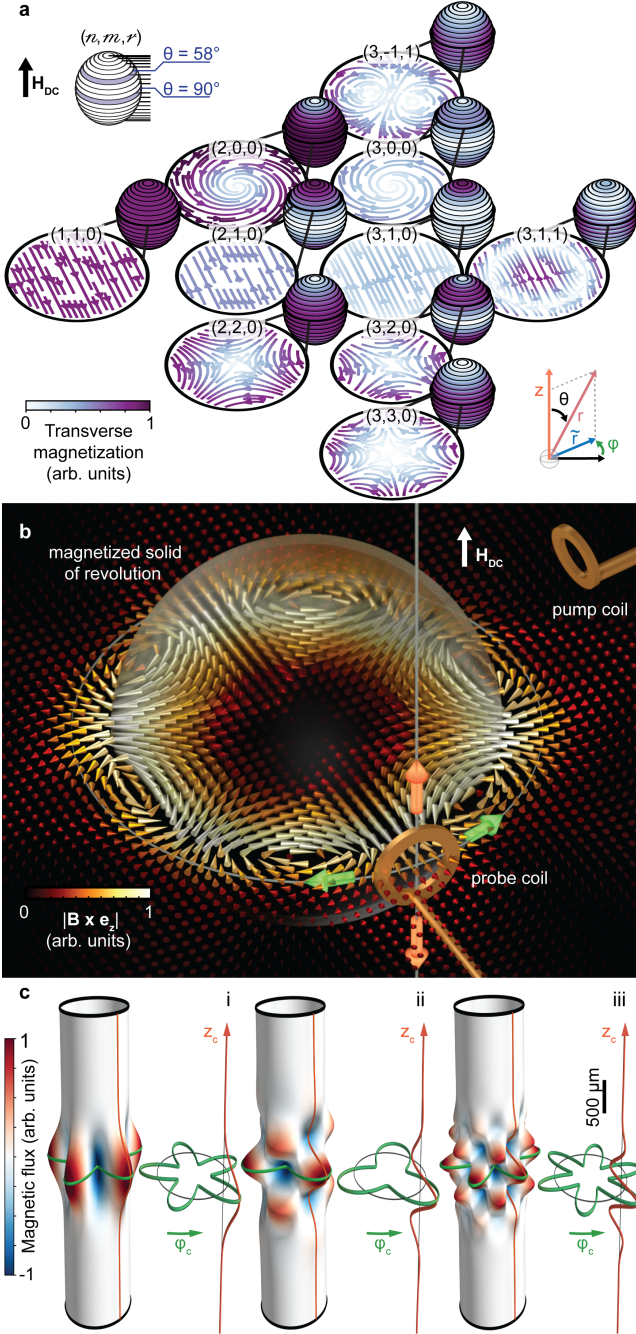 a
(n,m,r)
θ = 58°
θ = 90°
H_DC
(3,-1,1)
(2,0,0)
(3,0,0)
(1,1,0)
(2,1,0)
(3,1,0)
(3,1,1)
(2,2,0)
(3,2,0)
(3,3,0)
0
1
Transverse
magnetization
(arb. units)
z
θ
r
r̃
φ
b
magnetized solid
of revolution
H_DC
pump coil
probe coil
0
1
|B x e_z|
(arb. units)
c
i
ii
iii
1
-1
Magnetic flux (arb. units)
z_c
z_c
z_c
500 µm
φ_c
φ_c
φ_c